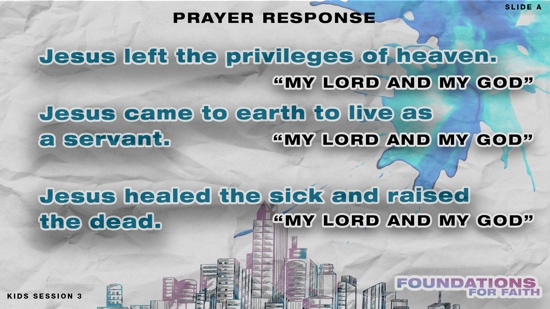 SLIDE A
PRAYER RESPONSE
Jesus left the privileges of heaven.
“MY LORD AND MY GOD”
Jesus came to earth to live as
a servant. “MY LORD AND MY GOD”
Jesus healed the sick and raised
the dead. “MY LORD AND MY GOD”
FOUNDATIONS
FOR FAITH
KIDS SESSION 3